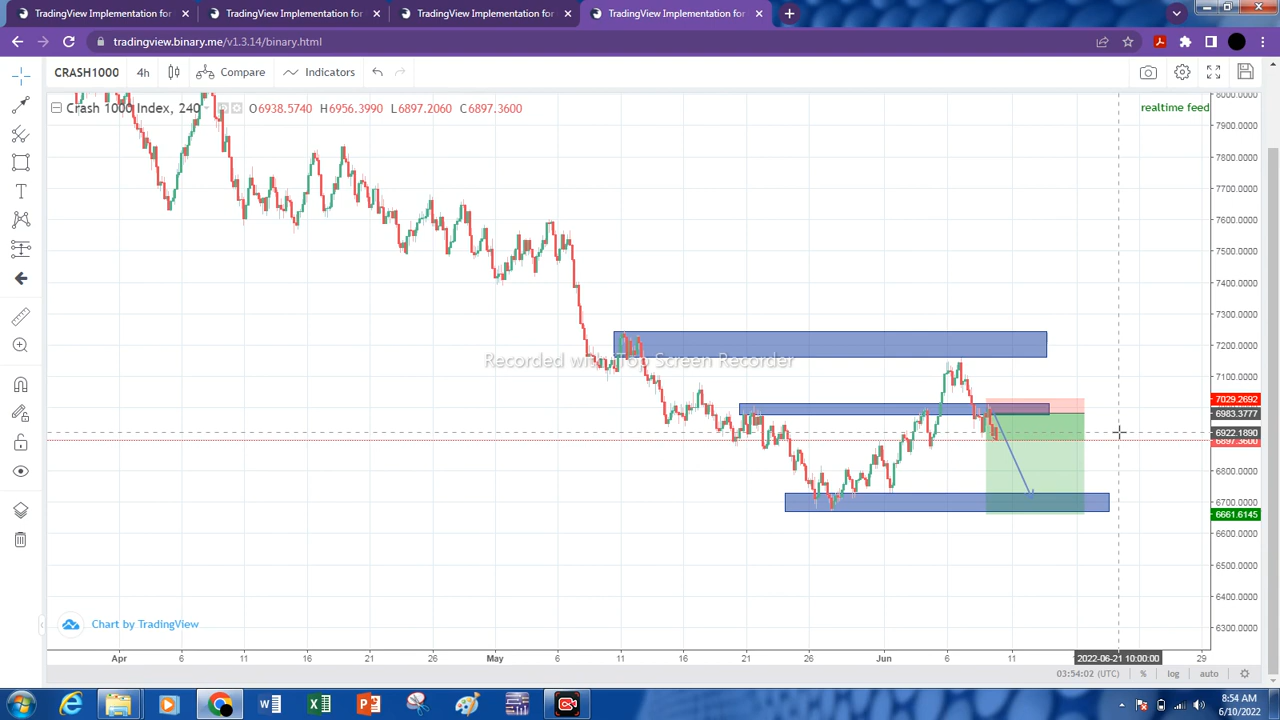 TradingView Implementation for
TradingView Implementation for
TradingView Implementation for
TradingView Implementation for
tradingview.binary.me/v1.3.14/binary.html
CRASH1000
4h
Compare
Indicators
Crash 1000 Index, 240
O6938.5740 H6956.3990 L6897.2060 C6897.3600
realtime feed
8000.0000
7900.0000
7800.0000
7700.0000
7600.0000
7500.0000
7400.0000
7300.0000
7200.0000
Recorded with Top Screen Recorder
7100.0000
7029.2692
6983.3777
6922.1890
6897.3600
6800.0000
6700.0000
6661.6145
6600.0000
6500.0000
6400.0000
6300.0000
Chart by TradingView
Apr 6 11 16 21 26 May 6 11 16 21 26 Jun 6 11 2022-06-21 10:00:00 29
03:54:02 (UTC) % log auto
8:54 AM
6/10/2022